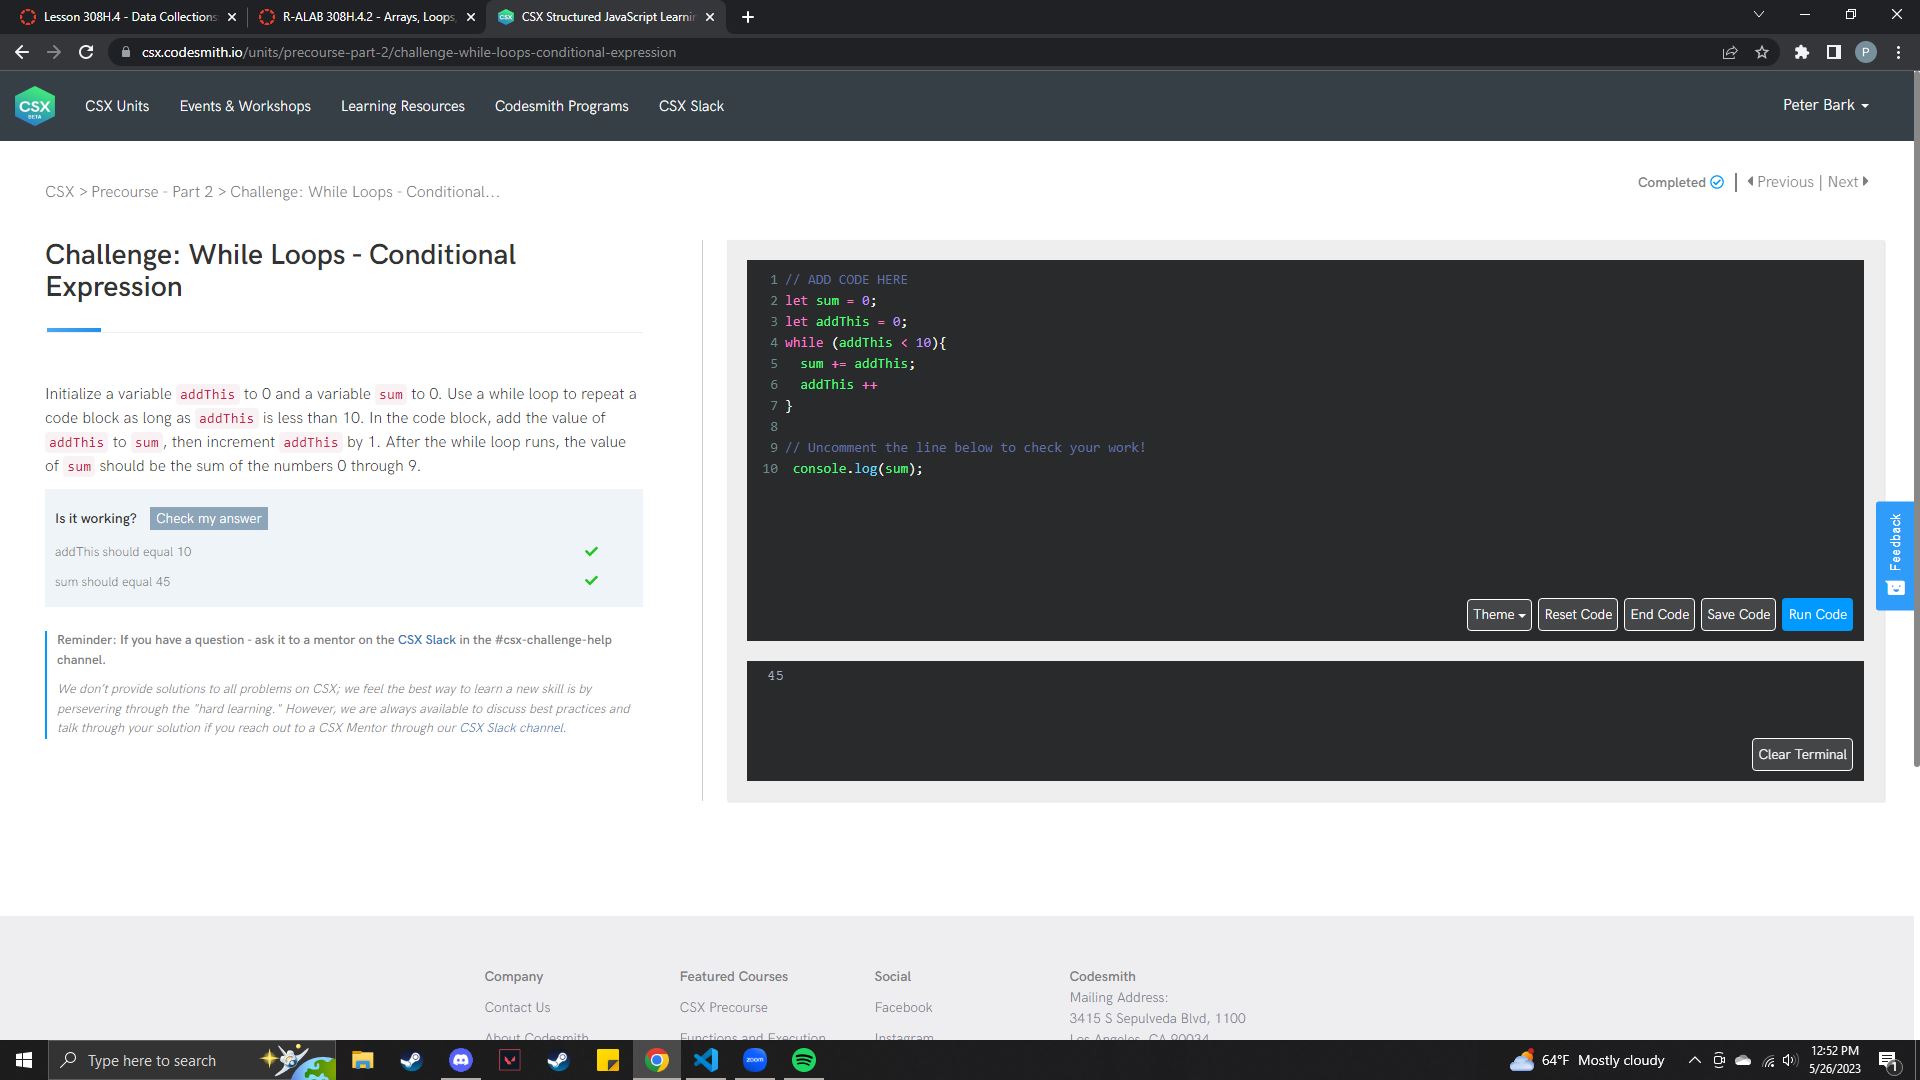 Lesson 308H.4 - Data Collections
R-ALAB 308H.4.2 - Arrays, Loops,
CSX Structured JavaScript Learnin
csx.codesmith.io/units/precourse-part-2/challenge-while-loops-conditional-expression
P
CSX
BETA
CSX Units
Events & Workshops
Learning Resources
Codesmith Programs
CSX Slack
Peter Bark
CSX > Precourse - Part 2 > Challenge: While Loops - Conditional...
Completed
Previous | Next
Challenge: While Loops - Conditional
Expression
Initialize a variable addThis to 0 and a variable sum to 0. Use a while loop to repeat a
code block as long as addThis is less than 10. In the code block, add the value of
addThis to sum, then increment addThis by 1. After the while loop runs, the value
of sum should be the sum of the numbers 0 through 9.
Is it working? Check my answer
addThis should equal 10
sum should equal 45
Reminder: If you have a question - ask it to a mentor on the CSX Slack in the #csx-challenge-help
channel.
We don't provide solutions to all problems on CSX; we feel the best way to learn a new skill is by
persevering through the "hard learning." However, we are always available to discuss best practices and
talk through your solution if you reach out to a CSX Mentor through our CSX Slack channel.
1 // ADD CODE HERE
2 let sum = 0;
3 let addThis = 0;
4 while (addThis < 10){
5 sum += addThis;
6 addThis ++
7 }
8
9 // Uncomment the line below to check your work!
10 console.log(sum);
Theme
Reset Code
End Code
Save Code
Run Code
45
Clear Terminal
Feedback
Company
Contact Us
About Codesmith
Featured Courses
CSX Precourse
Functions and Execution
Social
Facebook
Instagram
Codesmith
Mailing Address:
3415 S Sepulveda Blvd, 1100
Los Angeles, CA 90034
Type here to search
zoom
64°F Mostly cloudy
12:52 PM
5/26/2023
1